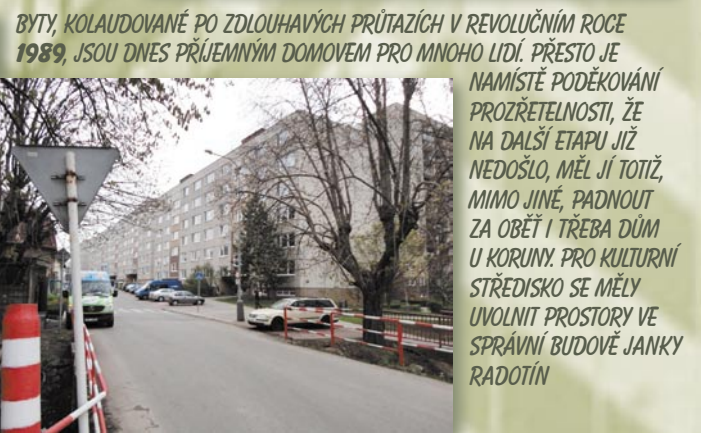 BYTY, KOLAUDOVANÉ PO ZDLOUHAVÝCH PRŮTAZÍCH V REVOLUČNÍM ROCE
1989, JSOU DNES PŘÍJEMNÝM DOMOVEM PRO MNOHO LIDÍ. PŘESTO JE
NAMÍSTĚ PODĚKOVÁNÍ
PROZŘETELNOSTI, ŽE
NA DALŠÍ ETAPU JIŽ
NEDOŠLO, MĚL JÍ TOTIŽ,
MIMO JINÉ, PADNOUT
ZA OBĚŤ I TŘEBA DŮM
U KORUNY. PRO KULTURNÍ
STŘEDISKO SE MĚLY
UVOLNIT PROSTORY VE
SPRÁVNÍ BUDOVĚ JANKY
RADOTÍN